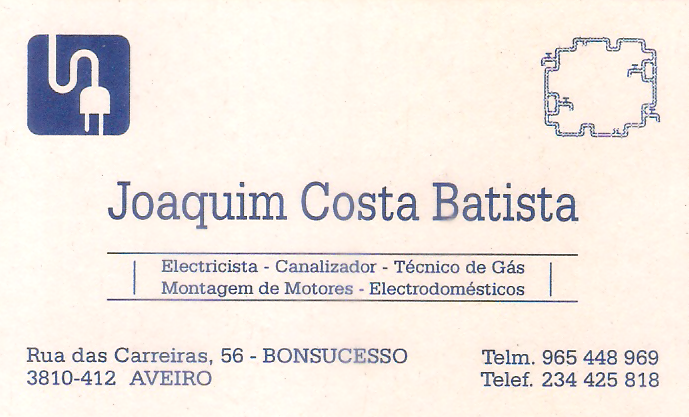 Joaquim Costa Batista
Electricista - Canalizador - Técnico de Gás
Montagem de Motores - Electrodomésticos
Rua das Carreiras, 56 - BONSUCESSO
3810-412 AVEIRO
Telm. 965 448 969
Telef. 234 425 818